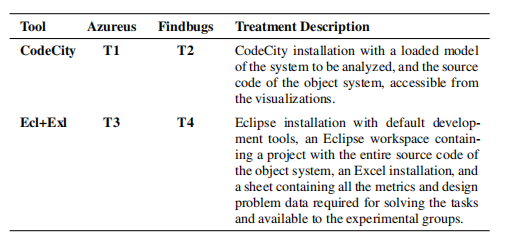 Tool Azureus Findbugs Treatment Description
CodeCity T1 T2 CodeCity installation with a loaded model
of the system to be analyzed, and the source
code of the object system, accessible from
the visualizations.
Ecl+Exl T3 T4 Eclipse installation with default develop-
ment tools, an Eclipse workspace contain-
ing a project with the entire source code of
the object system, an Excel installation, and
a sheet containing all the metrics and design
problem data required for solving the tasks
and available to the experimental groups.